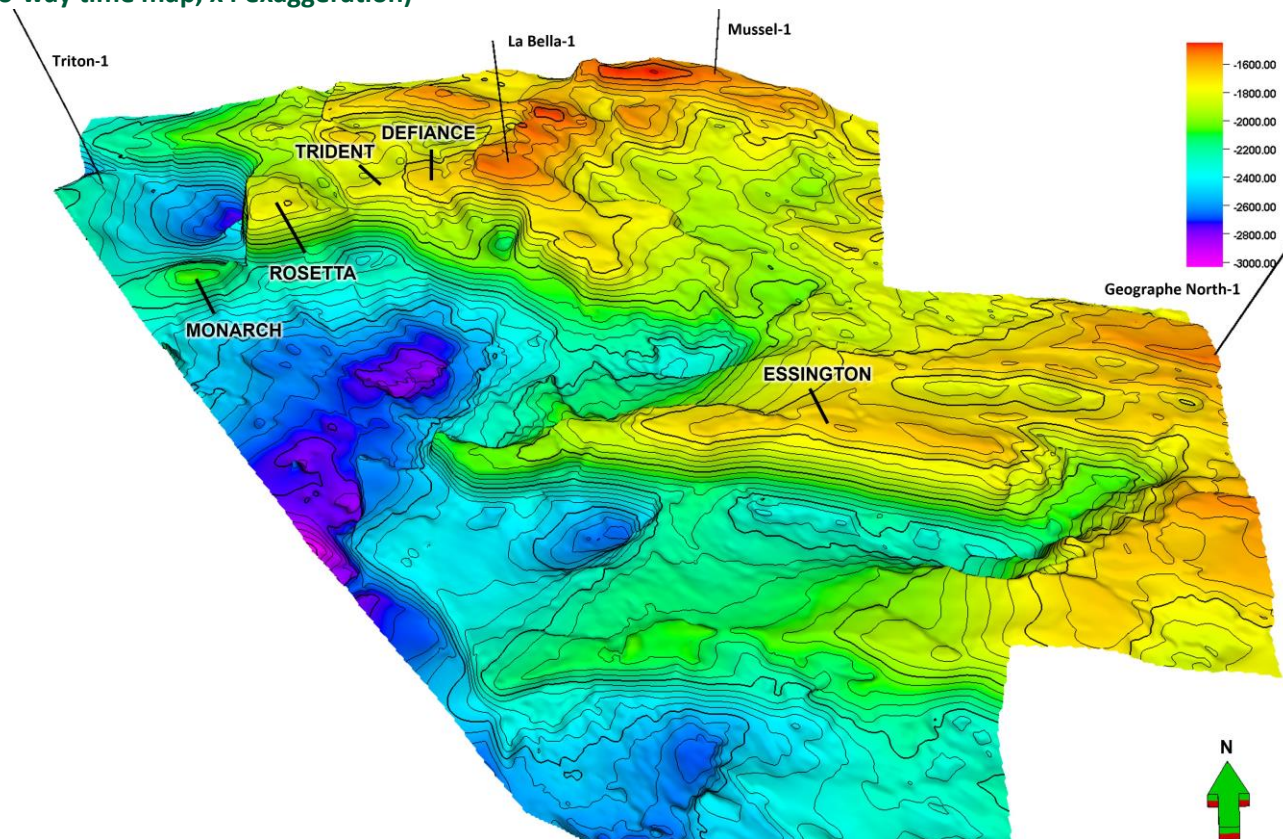 Mussel-1
La Bella-1
Triton-1
DEFIANCE
TRIDENT
ROSETTA
MONARCH
ESSINGTON
Geographe North-1
-1600.00
-1800.00
-2000.00
-2200.00
-2400.00
-2600.00
-2800.00
-3000.00
N